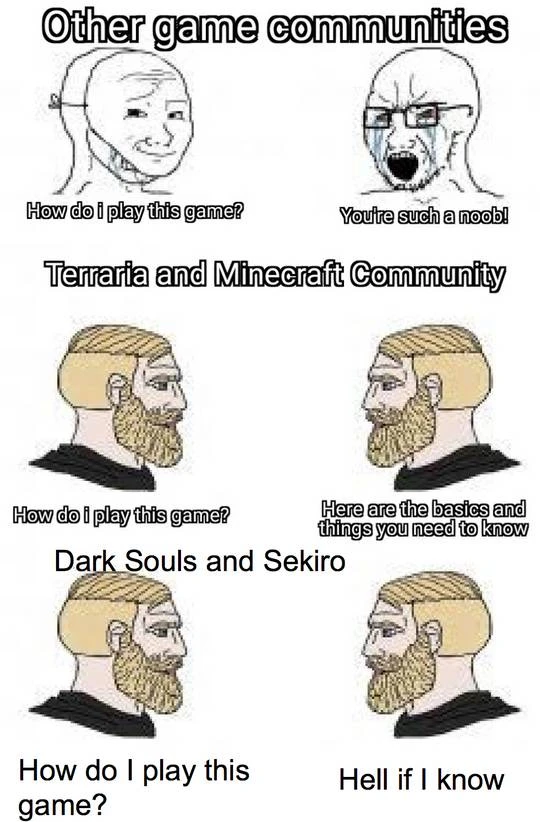 Other game communities
How do i play this game?
You're such a noob!
Terraria and Minecraft Community
How do i play this game?
Here are the basics and
things you need to know
Dark Souls and Sekiro
How do I play this
game?
Hell if I know